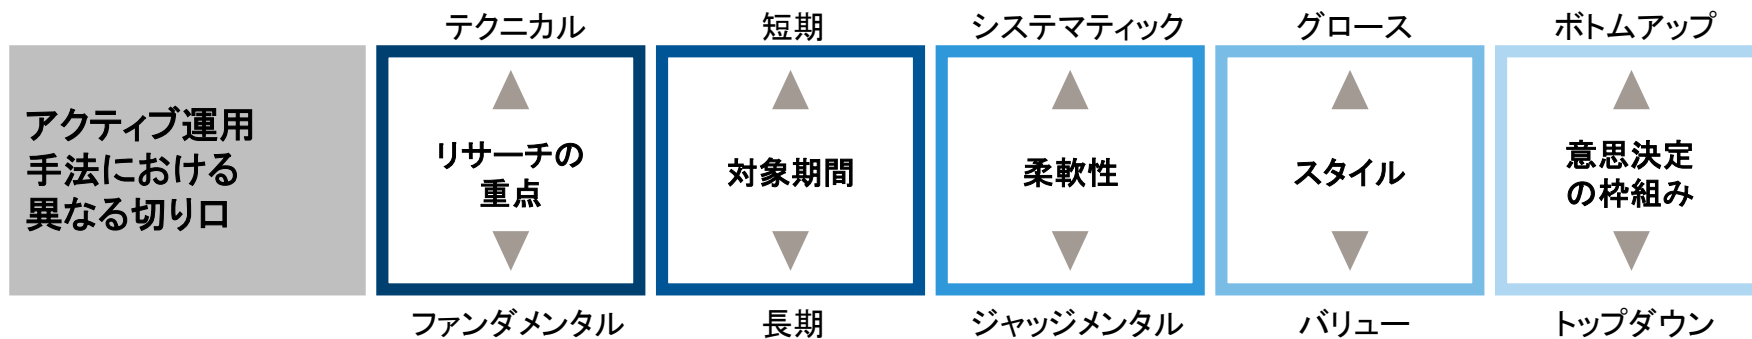 アクティブ運用
手法における
異なる切り口
テクニカル
リサーチの
重点
ファンダメンタル
短期
対象期間
長期
システマティック
柔軟性
ジャッジメンタル
グロース
スタイル
バリュー
ボトムアップ
意思決定
の枠組み
トップダウン